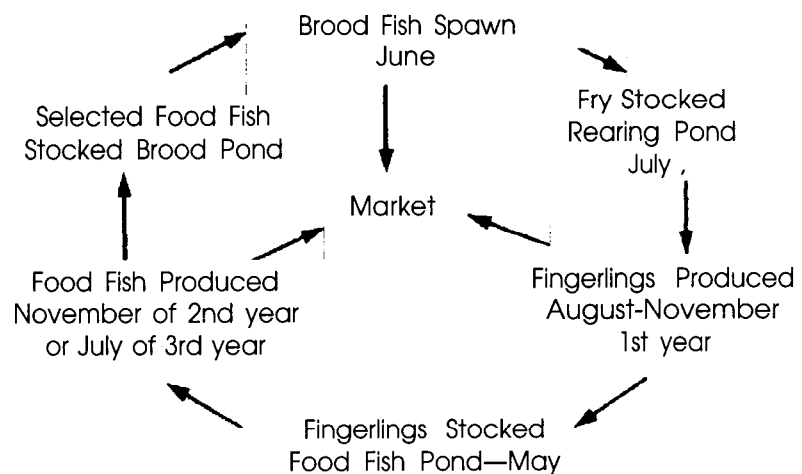 Brood Fish Spawn
June
Fry Stocked
Rearing Pond
July
Selected Food Fish
Stocked Brood Pond
Market
Food Fish Produced
November of 2nd year
or July of 3rd year
Fingerlings Produced
August-November
1st year
Fingerlings Stocked
Food Fish Pond—May